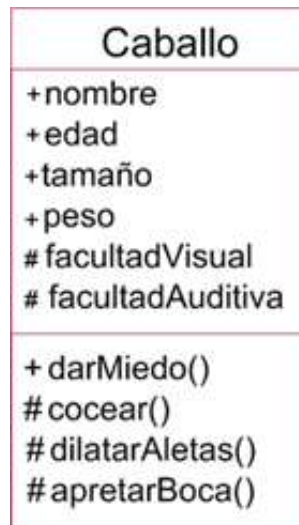 Caballo
+nombre
+edad
+tamaño
+peso
# facultadVisual
# facultadAuditiva
+ darMiedo()
# cocear()
# dilatarAletas()
# apretarBoca()